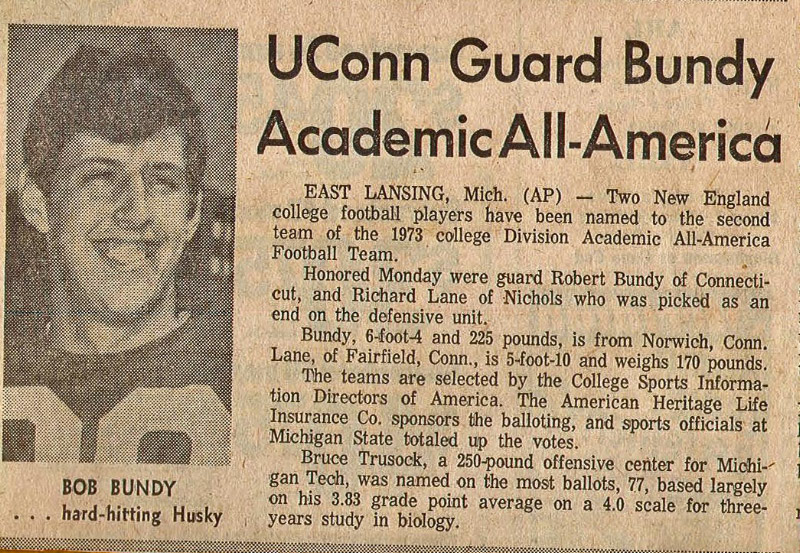 UConn Guard Bundy
Academic All-America
EAST LANSING, Mich. (AP) — Two New England
college football players have been named to the second
team of the 1973 college Division Academic All-America
Football Team.
Honored Monday were guard Robert Bundy of Connecti-
cut, and Richard Lane of Nichols who was picked as an
end on the defensive unit.
Bundy, 6-foot-4 and 225 pounds, is from Norwich, Conn.
Lane, of Fairfield, Conn., is 5-foot-10 and weighs 170 pounds.
The teams are selected by the College Sports Informa-
tion Directors of America. The American Heritage Life
Insurance Co. sponsors the balloting, and sports officials at
Michigan State totaled up the votes.
Bruce Trusock, a 250-pound offensive center for Michi-
gan Tech, was named on the most ballots, 77, based largely
on his 3.83 grade point average on a 4.0 scale for three-
years study in biology.
BOB BUNDY
. . . hard-hitting Husky